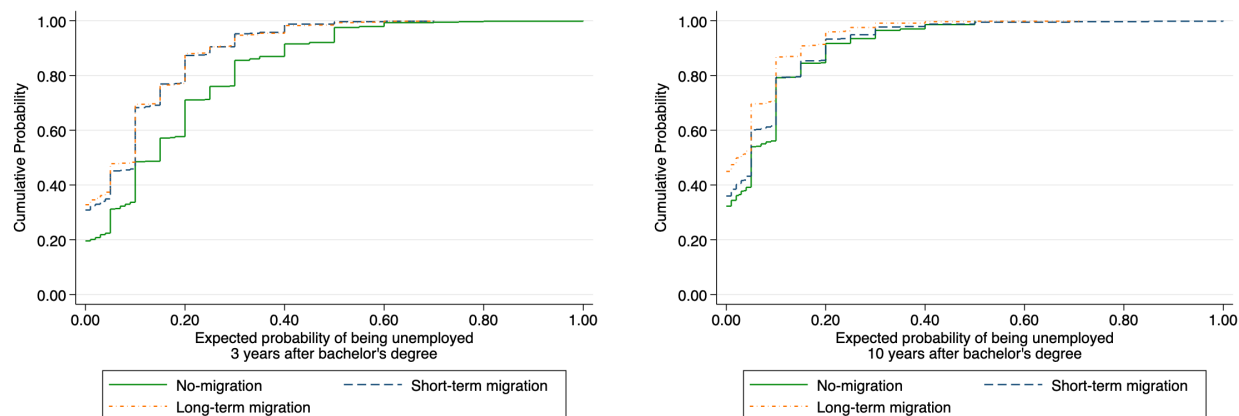 1.00
0.80
0.60
0.40
0.20
0.00
Cumulative Probability
0.00 0.20 0.40 0.60 0.80 1.00
Expected probability of being unemployed
3 years after bachelor's degree
No-migration Short-term migration
Long-term migration
1.00
0.80
0.60
0.40
0.20
0.00
Cumulative Probability
0.00 0.20 0.40 0.60 0.80 1.00
Expected probability of being unemployed
10 years after bachelor's degree
No-migration Short-term migration
Long-term migration